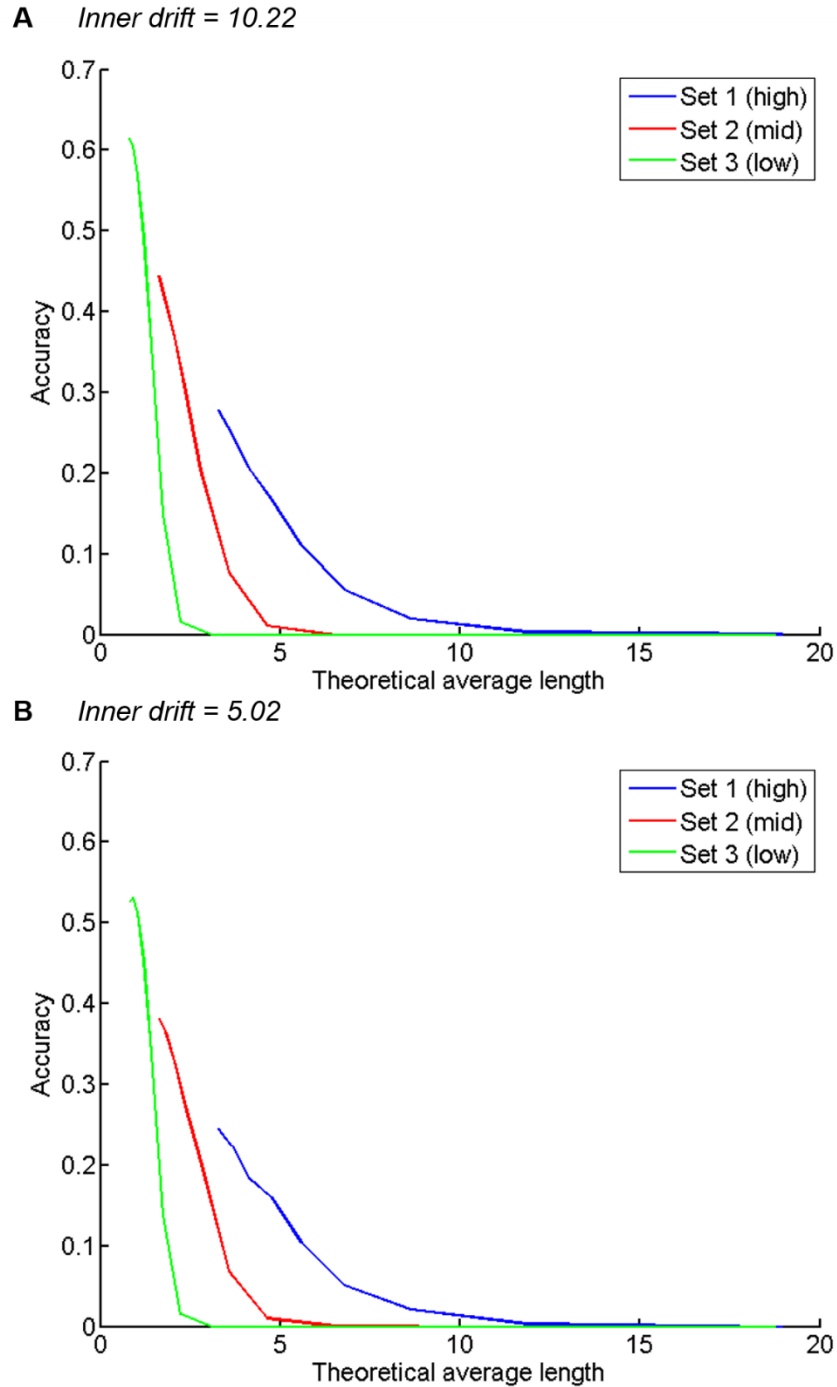 A Inner drift = 10.22
0.7
0.6
0.5
0.4
0.3
0.2
0.1
0
Accuracy
Set 1 (high)
Set 2 (mid)
Set 3 (low)
0 5 10 15 20
Theoretical average length
B Inner drift = 5.02
0.7
0.6
0.5
0.4
0.3
0.2
0.1
0
Accuracy
Set 1 (high)
Set 2 (mid)
Set 3 (low)
0 5 10 15 20
Theoretical average length